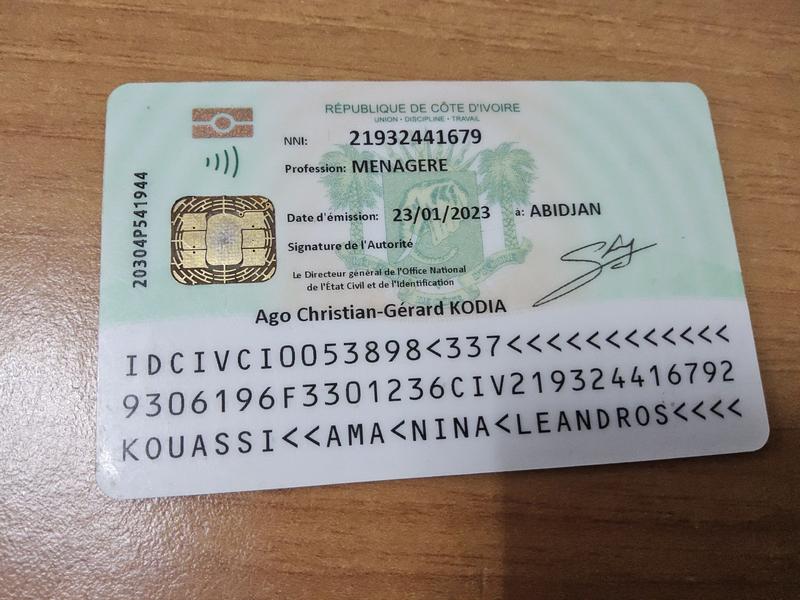 RÉPUBLIQUE DE CÔTE D'IVOIRE
UNION • DISCIPLINE • TRAVAIL
NNI: 21932441679
Profession: MENAGERE
Date d'émission: 23/01/2023 à: ABIDJAN
Signature de l'Autorité
Le Directeur général de l'Office National
de l'État Civil et de l'Identification
Ago Christian-Gérard KODIA
20304P541944
IDCIVCI0053898<337<<<<<<<<<<<<
9306196F3301236CIV219324416792
KOUASSI<<AMA<NINA<LEANDROS<<<<